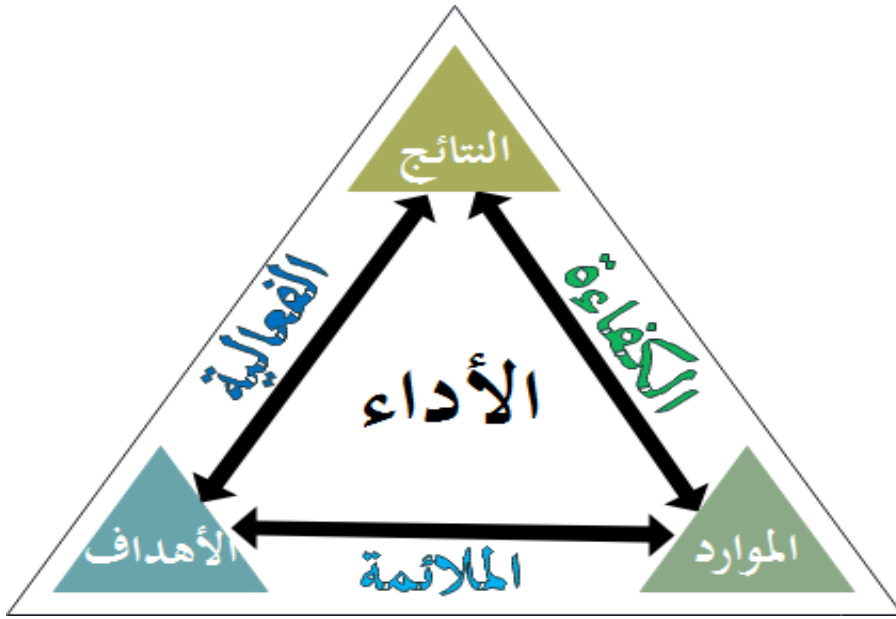 النتائج
الكفاءة
الفعالية
الأداء
الموارد
الأهداف
الملائمة